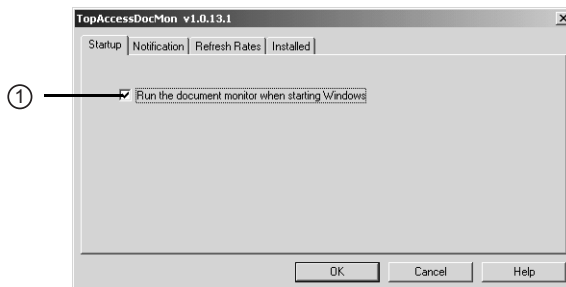 TopAccessDocMon v1.0.13.1
Startup Notification Refresh Rates Installed
1 Run the document monitor when starting Windows
OK Cancel Help